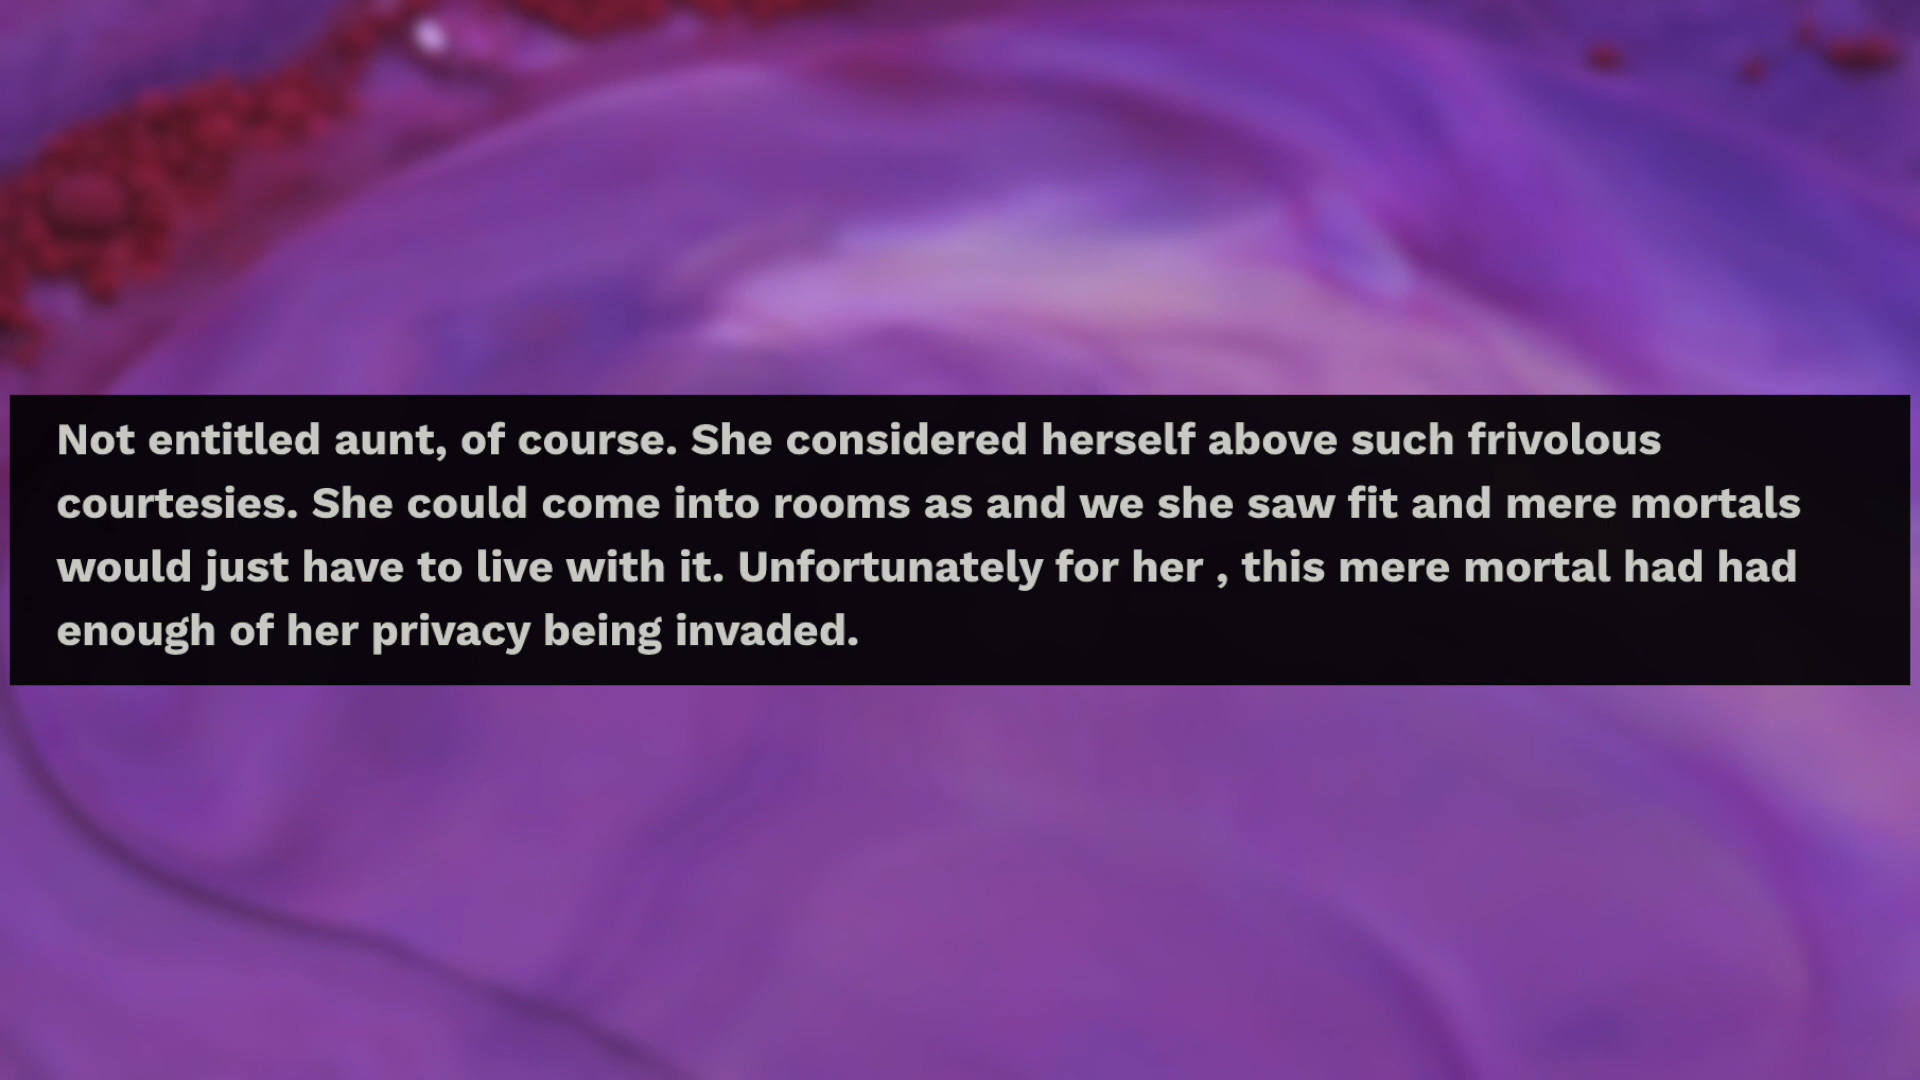 Not entitled aunt, of course. She considered herself above such frivolous
courtesies. She could come into rooms as and we she saw fit and mere mortals
would just have to live with it. Unfortunately for her , this mere mortal had had
enough of her privacy being invaded.